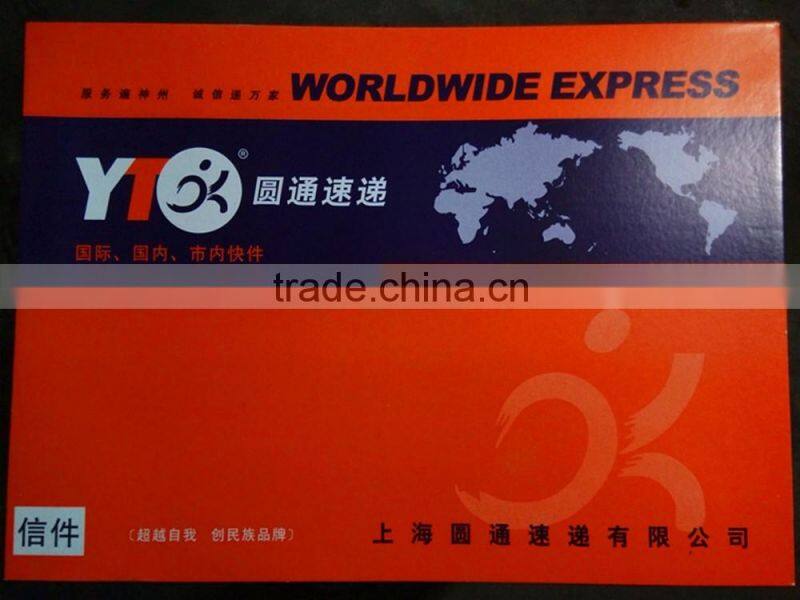 服务遍神州 诚信递万家 WORLDWIDE EXPRESS
YTO ® 圆通速递
国际、国内、市内快件
trade.china.cn
信件 〔超越自我 创民族品牌〕 上海圆通速递有限公司